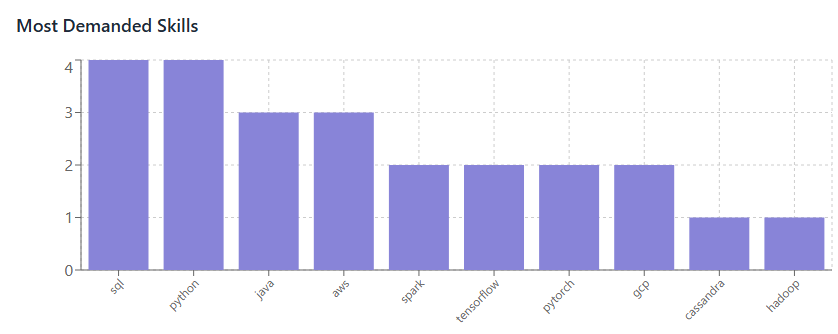 Most Demanded Skills
4
3
2
1
0
sql
python
java
aws
spark
tensorflow
pytorch
gcp
cassandra
hadoop